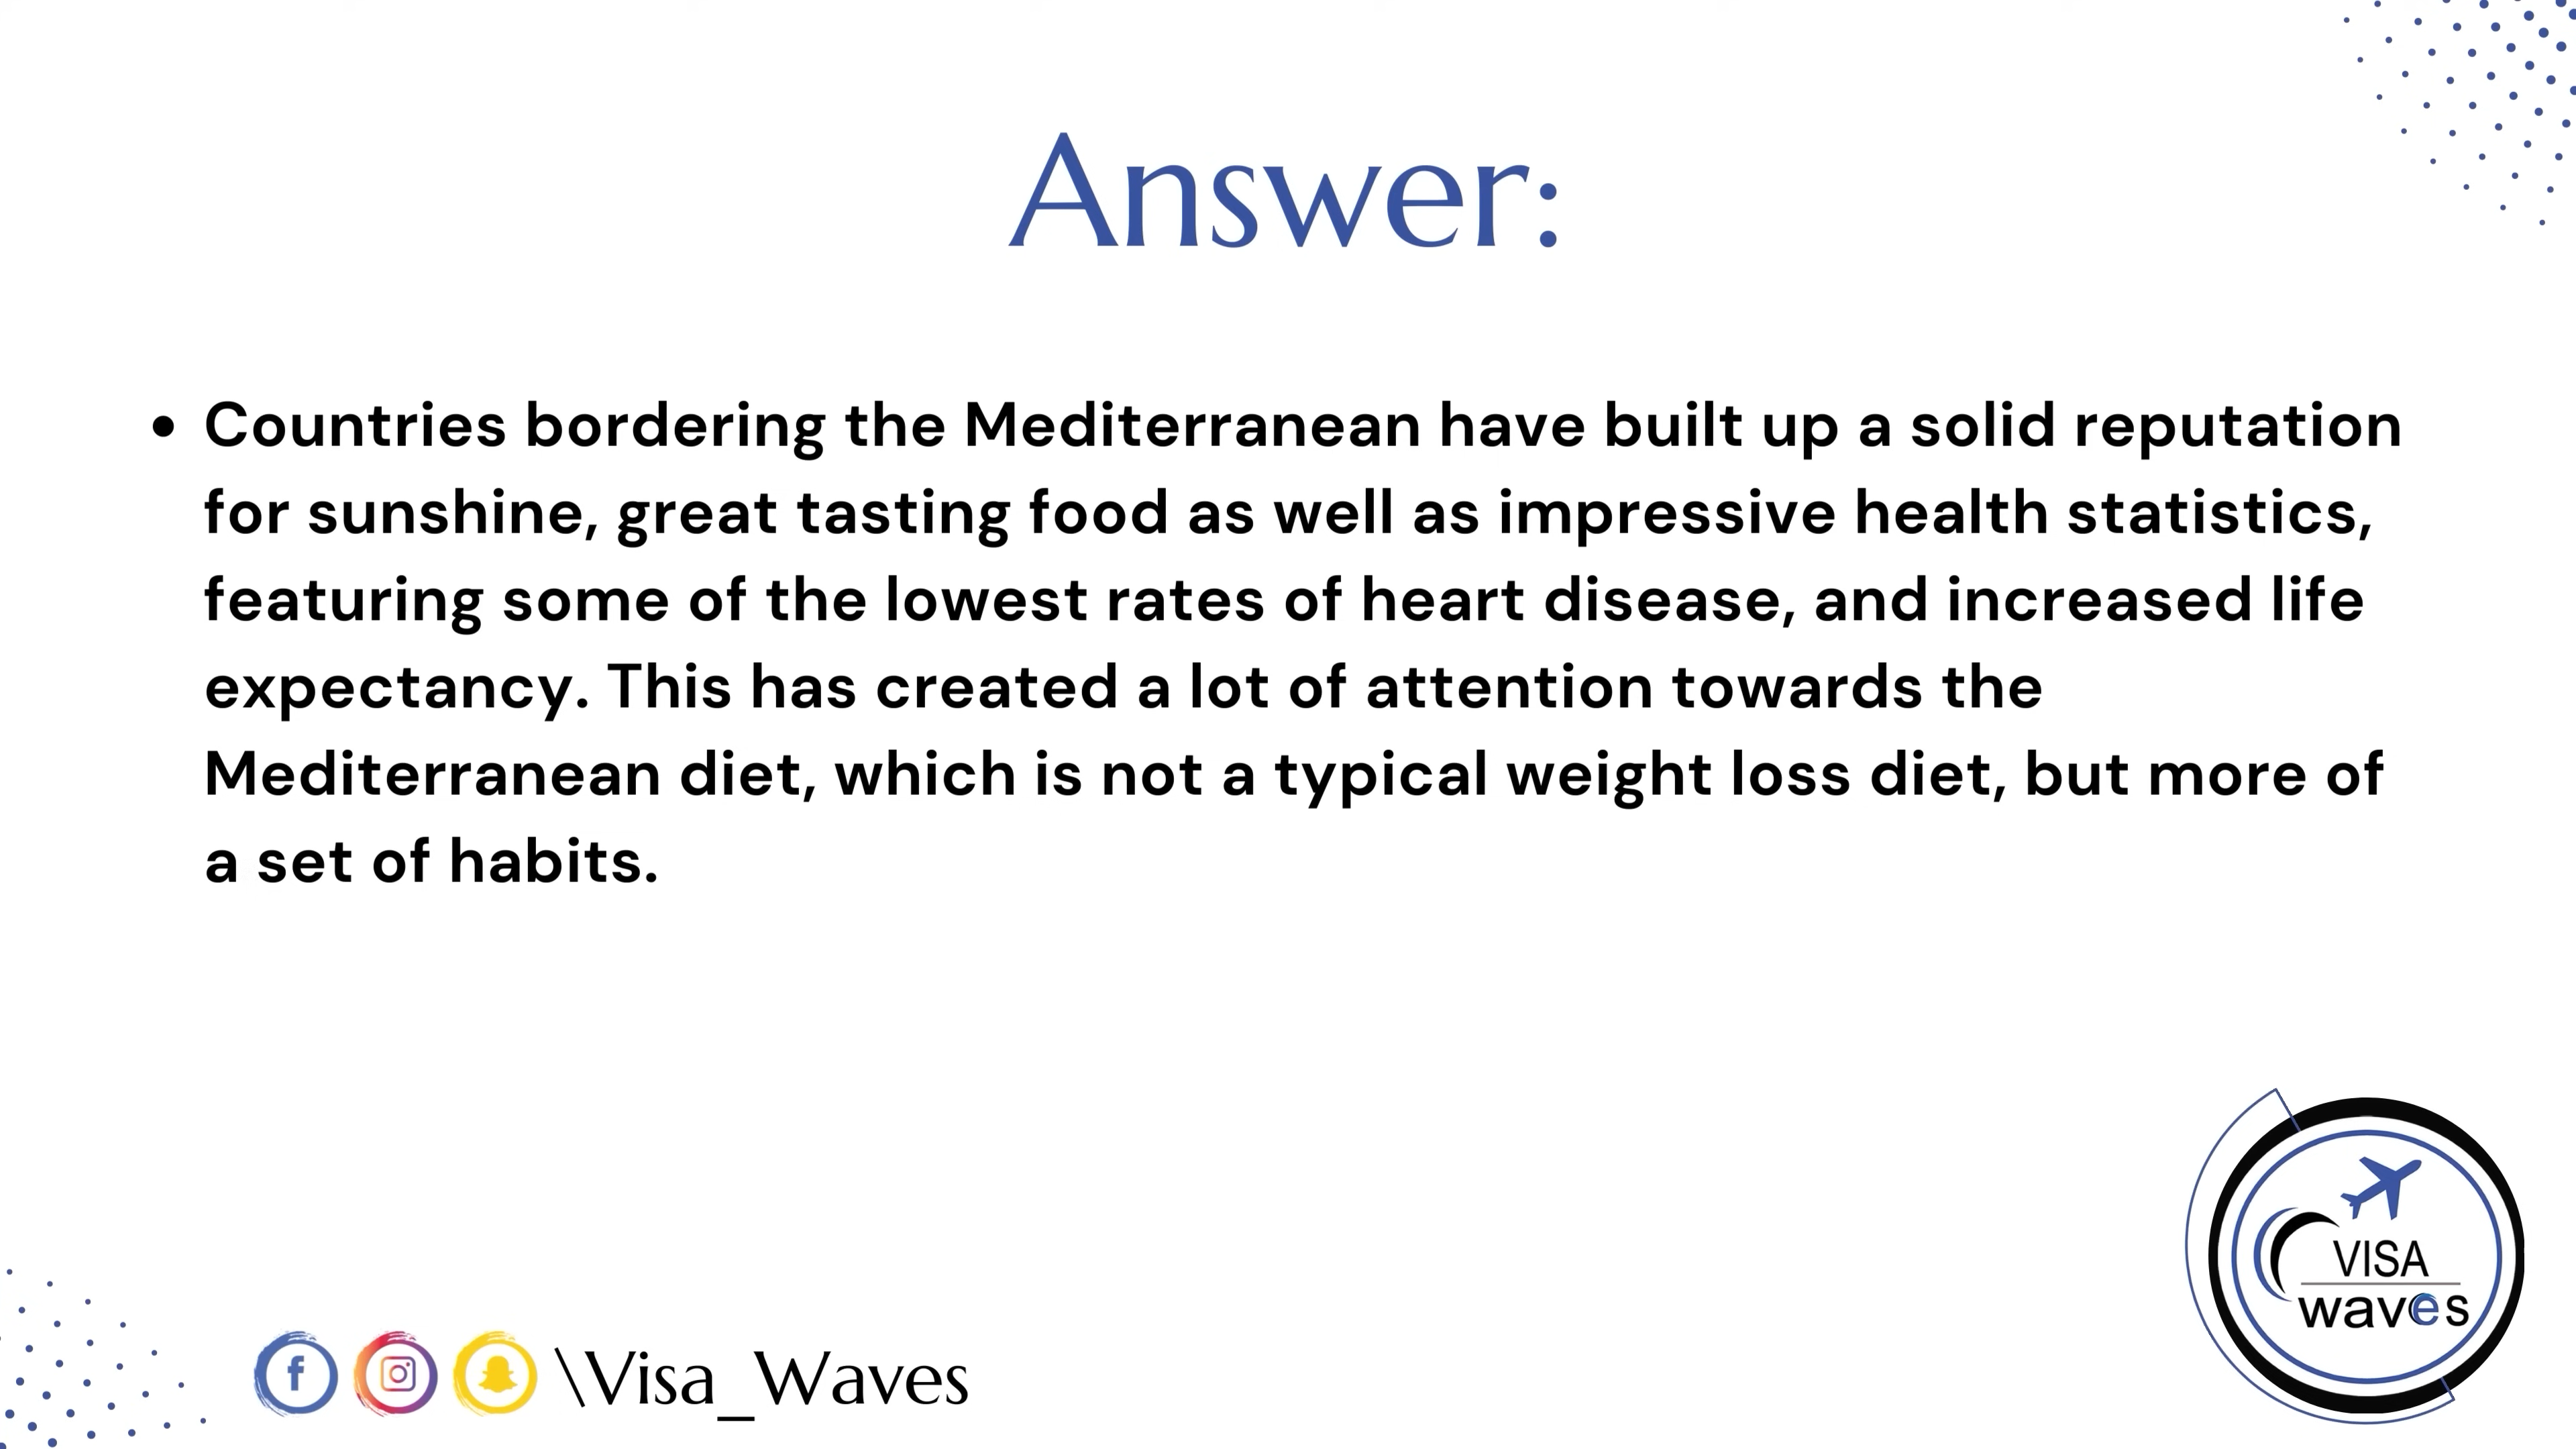 Answer:
• Countries bordering the Mediterranean have built up a solid reputation
for sunshine, great tasting food as well as impressive health statistics,
featuring some of the lowest rates of heart disease, and increased life
expectancy. This has created a lot of attention towards the
Mediterranean diet, which is not a typical weight loss diet, but more of
a set of habits.
VISA
waves
\Visa_Waves